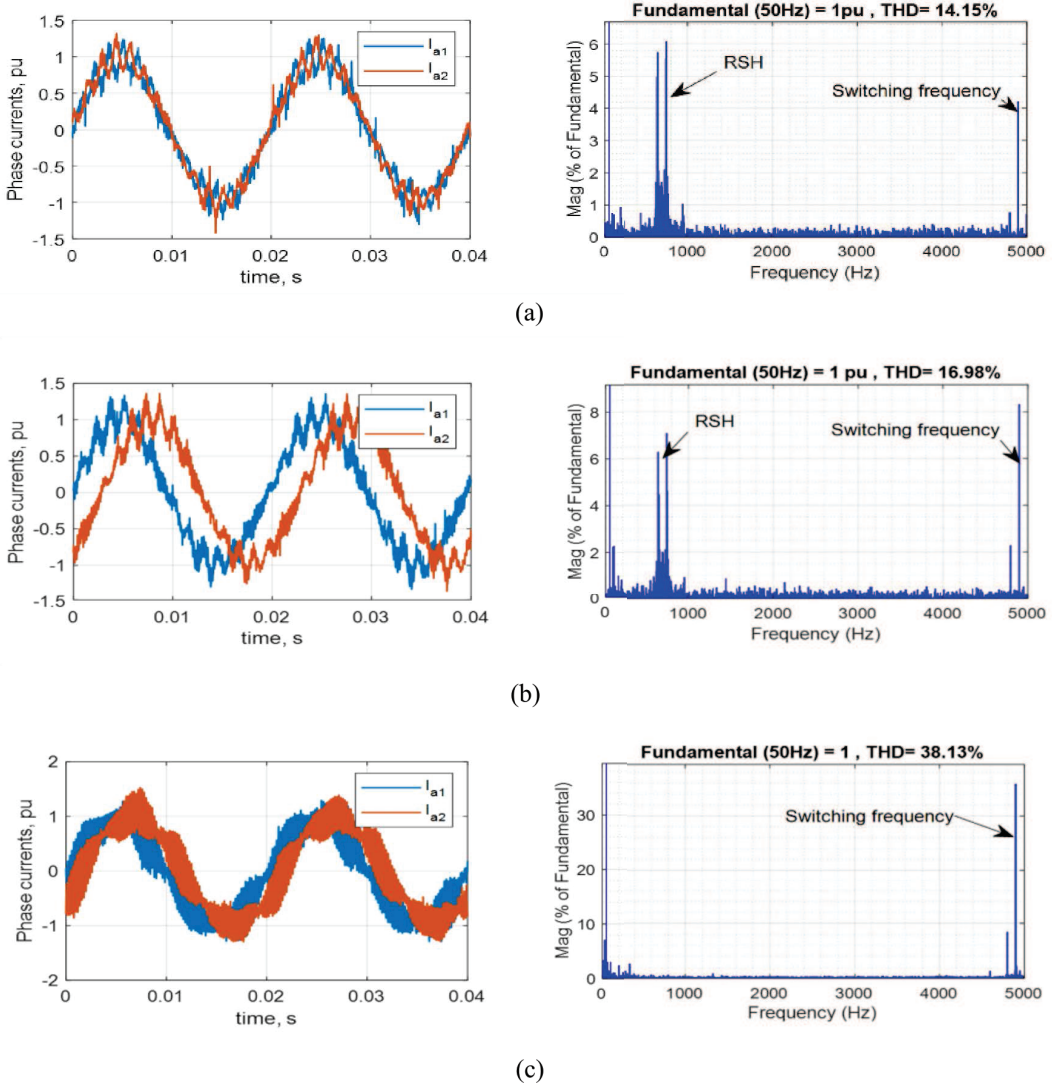 Phase currents, pu
1.5
1
0.5
0
-0.5
-1
-1.5
0
0.01
0.02
0.03
0.04
time, s
I_a1
I_a2
Fundamental (50Hz) = 1pu , THD= 14.15%
Mag (% of Fundamental)
6
5
4
3
2
1
0
0
1000
2000
3000
4000
5000
Frequency (Hz)
RSH
Switching frequency
(a)
Phase currents, pu
1.5
1
0.5
0
-0.5
-1
-1.5
0
0.01
0.02
0.03
0.04
time, s
I_a1
I_a2
Fundamental (50Hz) = 1 pu , THD= 16.98%
Mag (% of Fundamental)
8
6
4
2
0
0
1000
2000
3000
4000
5000
Frequency (Hz)
RSH
Switching frequency
(b)
Phase currents, pu
2
1
0
-1
-2
0
0.01
0.02
0.03
0.04
time, s
I_a1
I_a2
Fundamental (50Hz) = 1 , THD= 38.13%
Mag (% of Fundamental)
30
20
10
0
0
1000
2000
3000
4000
5000
Frequency (Hz)
Switching frequency
(c)